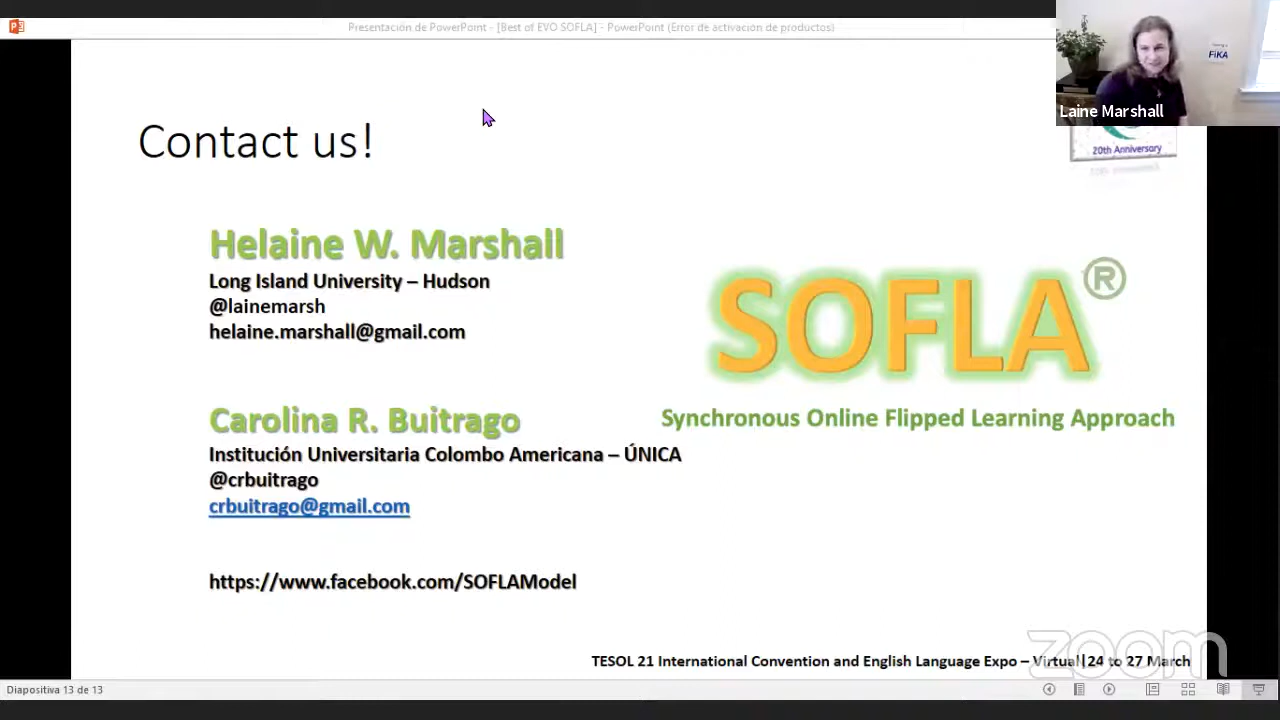 Presentación de PowerPoint - [Best of EVO SOFLA] - PowerPoint (Error de activación de productos)
FIKA
Laine Marshall
20th Anniversary
Contact us!
Helaine W. Marshall
Long Island University – Hudson
@lainemarsh
helaine.marshall@gmail.com
SOFLA®
Synchronous Online Flipped Learning Approach
Carolina R. Buitrago
Institución Universitaria Colombo Americana – ÚNICA
@crbuitrago
crbuitrago@gmail.com
https://www.facebook.com/SOFLAModel
zoom
TESOL 21 International Convention and English Language Expo – Virtual|24 to 27 March
Diapositiva 13 de 13